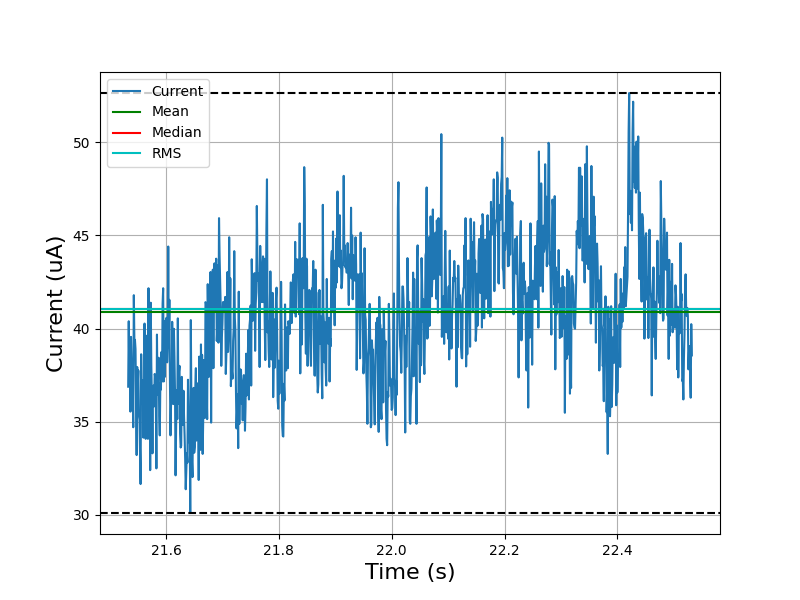 Current
Mean
Median
RMS
50
45
40
35
30
Current (uA)
21.6 21.8 22.0 22.2 22.4
Time (s)